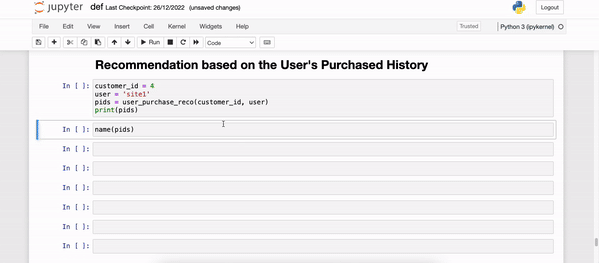 jupyter def Last Checkpoint: 26/12/2022 (unsaved changes) Logout
File Edit View Insert Cell Kernel Widgets Help Trusted Python 3 (ipykernel)
Run Code
Recommendation based on the User's Purchased History
In [ ]: customer_id = 4
user = 'site1'
pids = user_purchase_reco(customer_id, user)
print(pids)
In [ ]: name(pids)
In [ ]:
In [ ]:
In [ ]:
In [ ]:
In [ ]:
In [ ]: